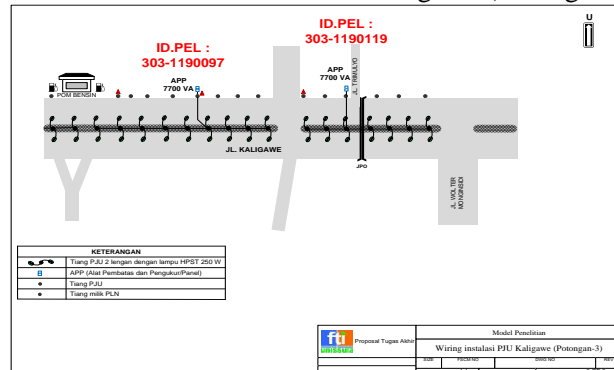 ID.PEL :
303-1190119
ID.PEL :
303-1190097
U
APP
7700 VA
APP
7700 VA
JL. TRIMULYO
POM BENSIN
JL. KALIGAWE
JPO
JL. WOLTER
MONGINSIDI
KETERANGAN
Tiang PJU 2 lengan dengan lampu HPST 250 W
APP (Alat Pembatas dan Pengukur/Panel)
Tiang PJU
Tiang milik PLN
Proposal Tugas Akhir
Model Penelitian
Wiring instalasi PJU Kaligawe (Potongan-3)
SIZE
FSCM NO
DWG NO
REV